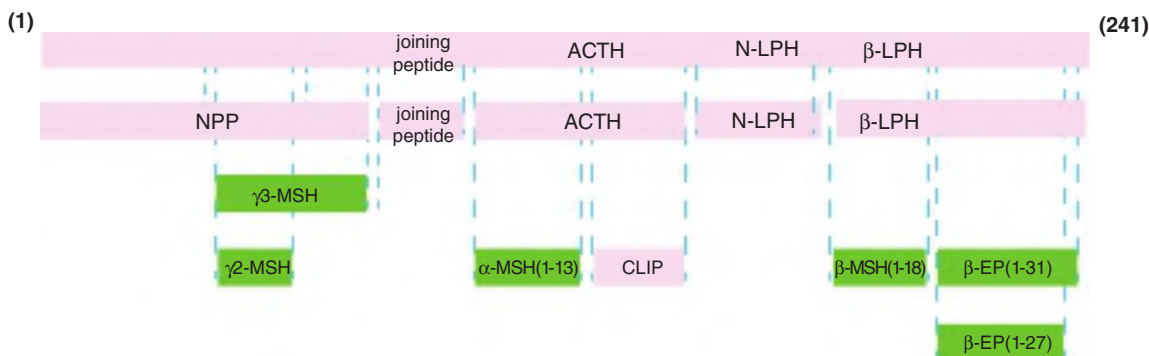 (1)
(241)
joining
peptide
ACTH
N-LPH
β-LPH
NPP
joining
peptide
ACTH
N-LPH
β-LPH
γ3-MSH
γ2-MSH
α-MSH(1-13)
CLIP
β-MSH(1-18)
β-EP(1-31)
β-EP(1-27)